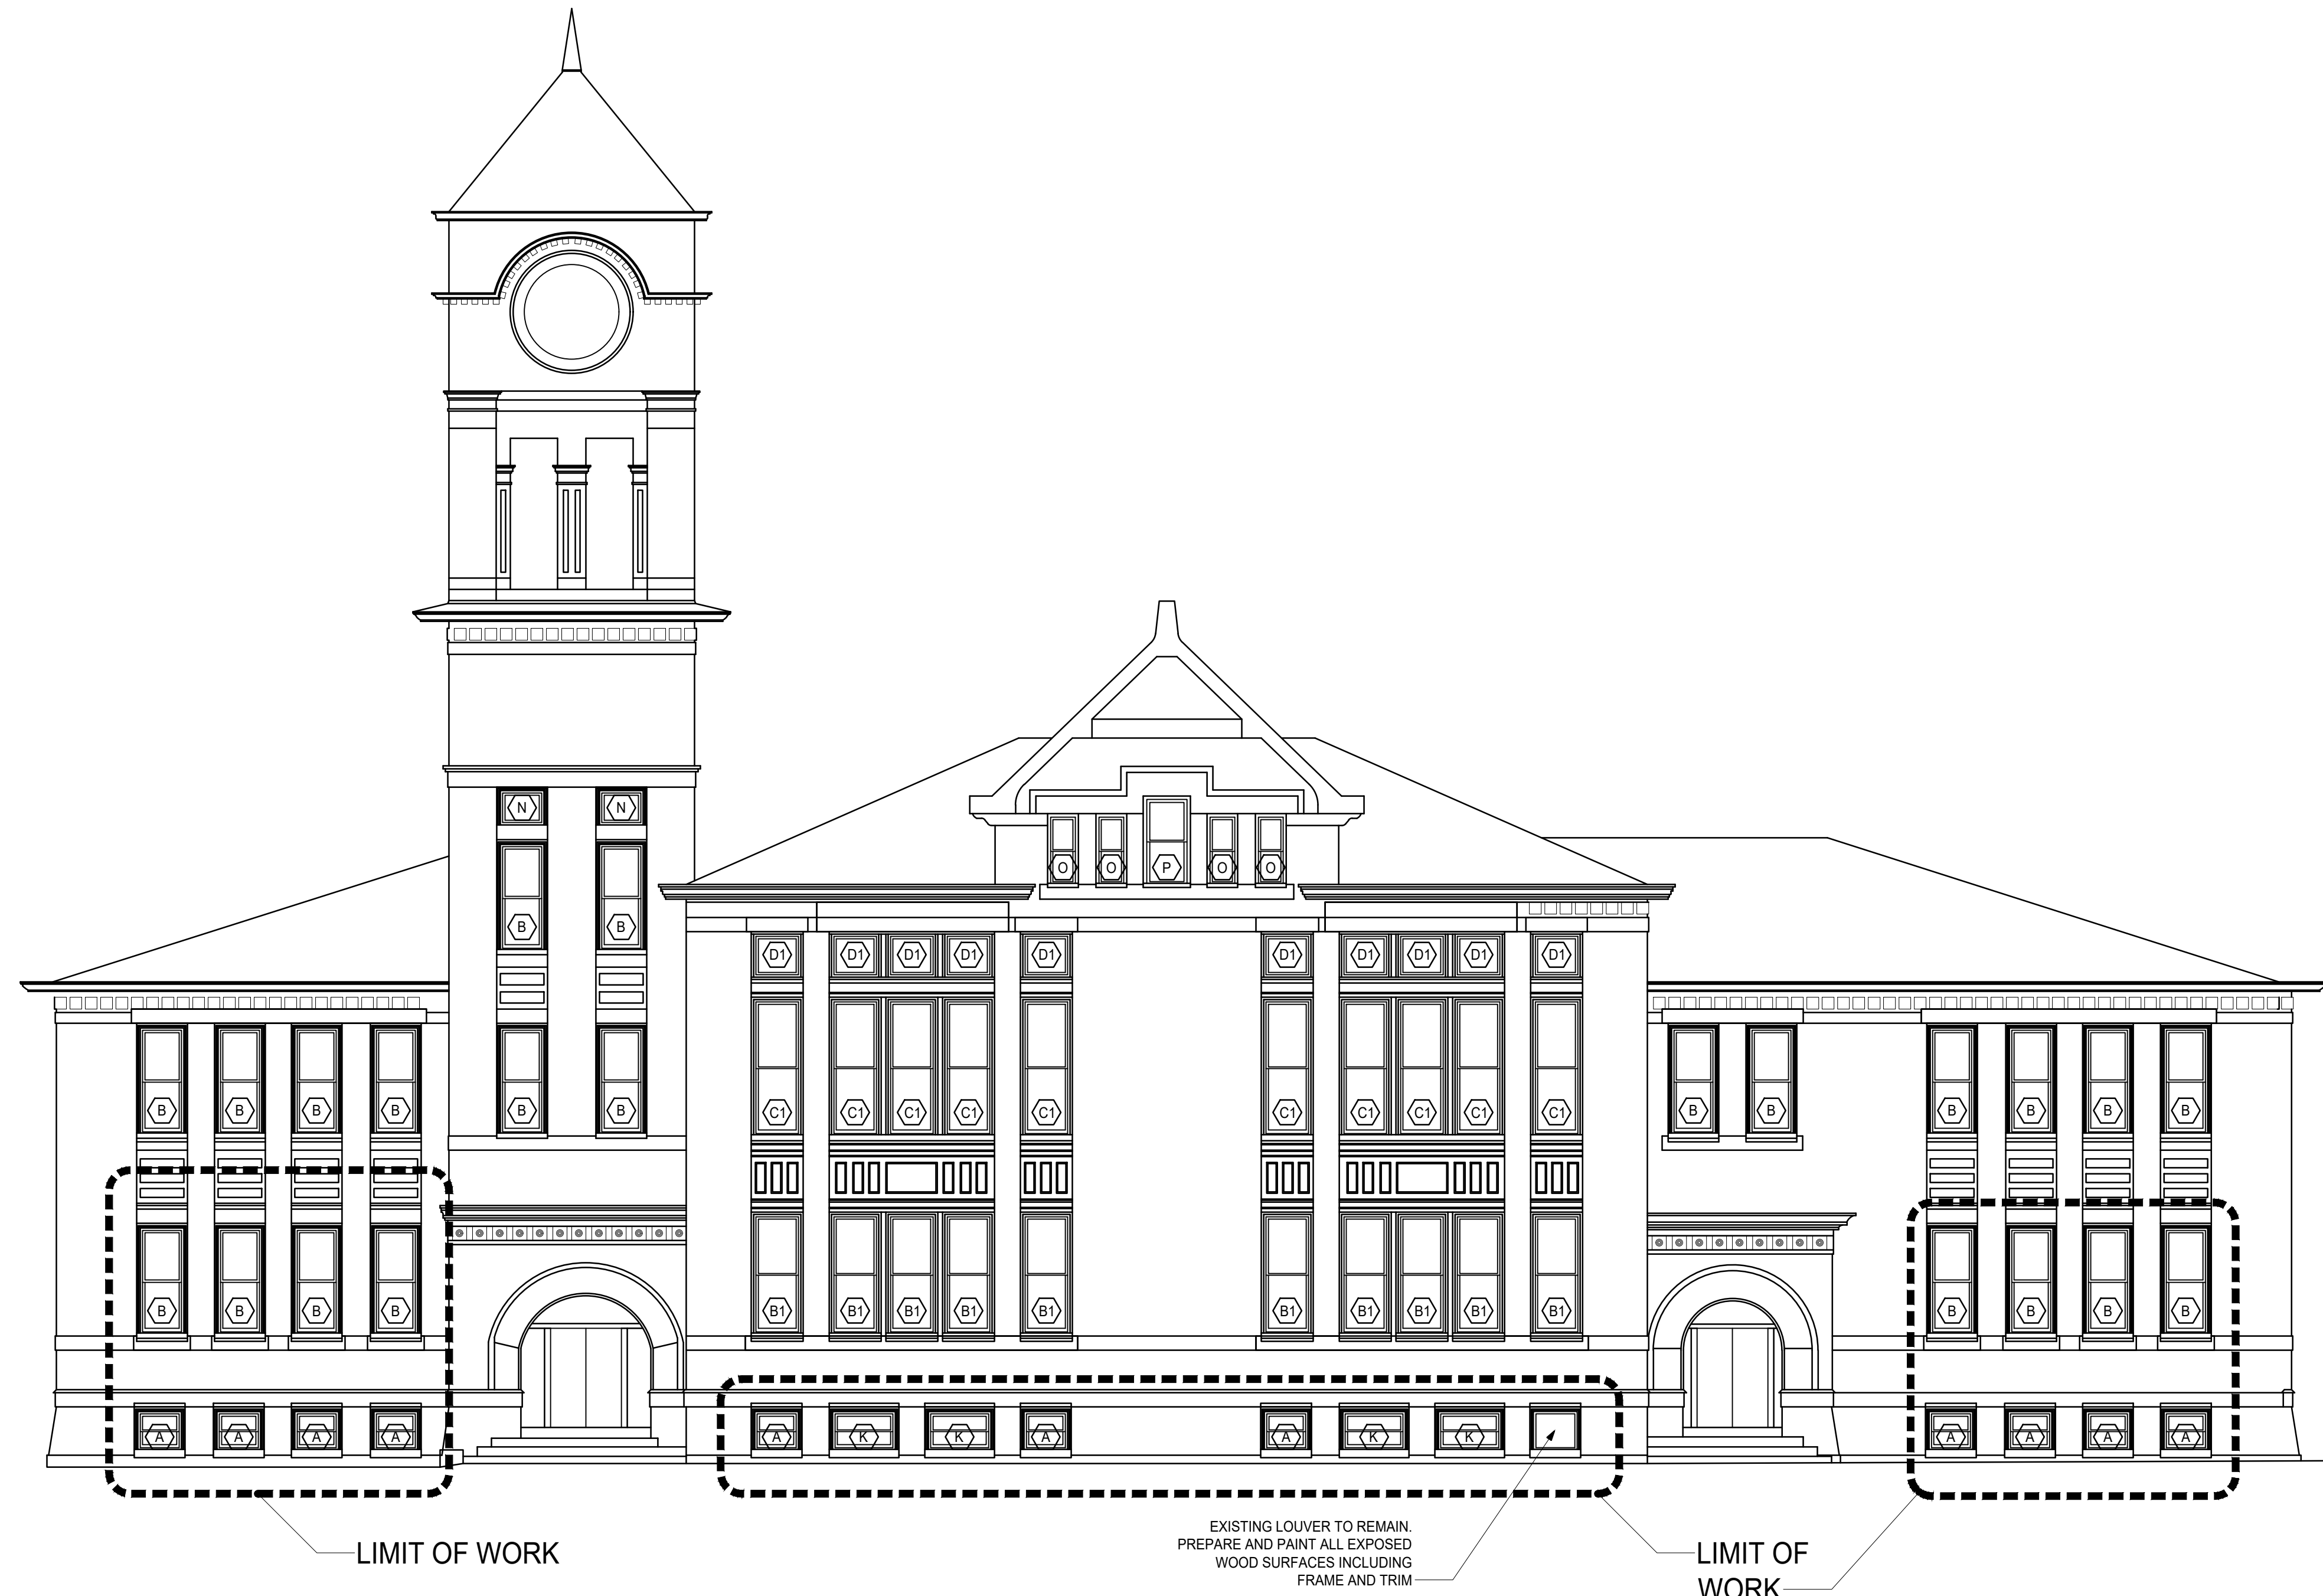 N N
O O P O O
B B
D1 D1 D1 D1 D1 D1 D1 D1 D1 D1
B B B B B B C1 C1 C1 C1 C1 C1 C1 C1 C1 C1 B B B B B B
B B B B B1 B1 B1 B1 B1 B1 B1 B1 B1 B1 B B B B
A A A A A K K A A K K A A A A
EXISTING LOUVER TO REMAIN.
PREPARE AND PAINT ALL EXPOSED
WOOD SURFACES INCLUDING
FRAME AND TRIM
LIMIT OF WORK
LIMIT OF
WORK